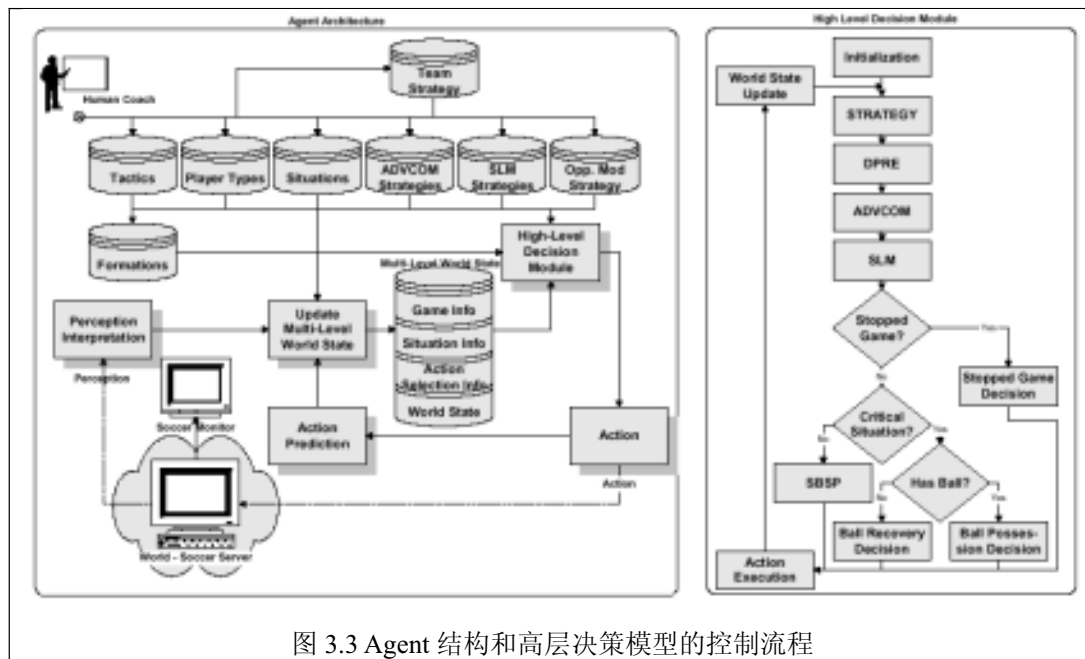 Agent Architecture
Human Coach
Team
Strategy
Tactics
Player Types
Situations
ADVCOM
Strategies
SLM
Strategies
Opp. Mod
Strategy
Formations
High-Level
Decision
Module
Multi-Level World State
Perception
Interpretation
Update
Multi-Level
World State
Game Info
Situation Info
Action
Selection Info
World State
Perception
Soccer Monitor
Action
Prediction
Action
Action
World - Soccer Server
High Level Decision Module
Initialization
World State
Update
STRATEGY
DPRE
ADVCOM
SLM
Stopped
Game?
Yes
No
Stopped Game
Decision
Critical
Situation?
No
Yes
SBSP
Has Ball?
No
Yes
Ball Recovery
Decision
Ball Posses-
sion Decision
Action
Execution
图 3.3 Agent 结构和高层决策模型的控制流程